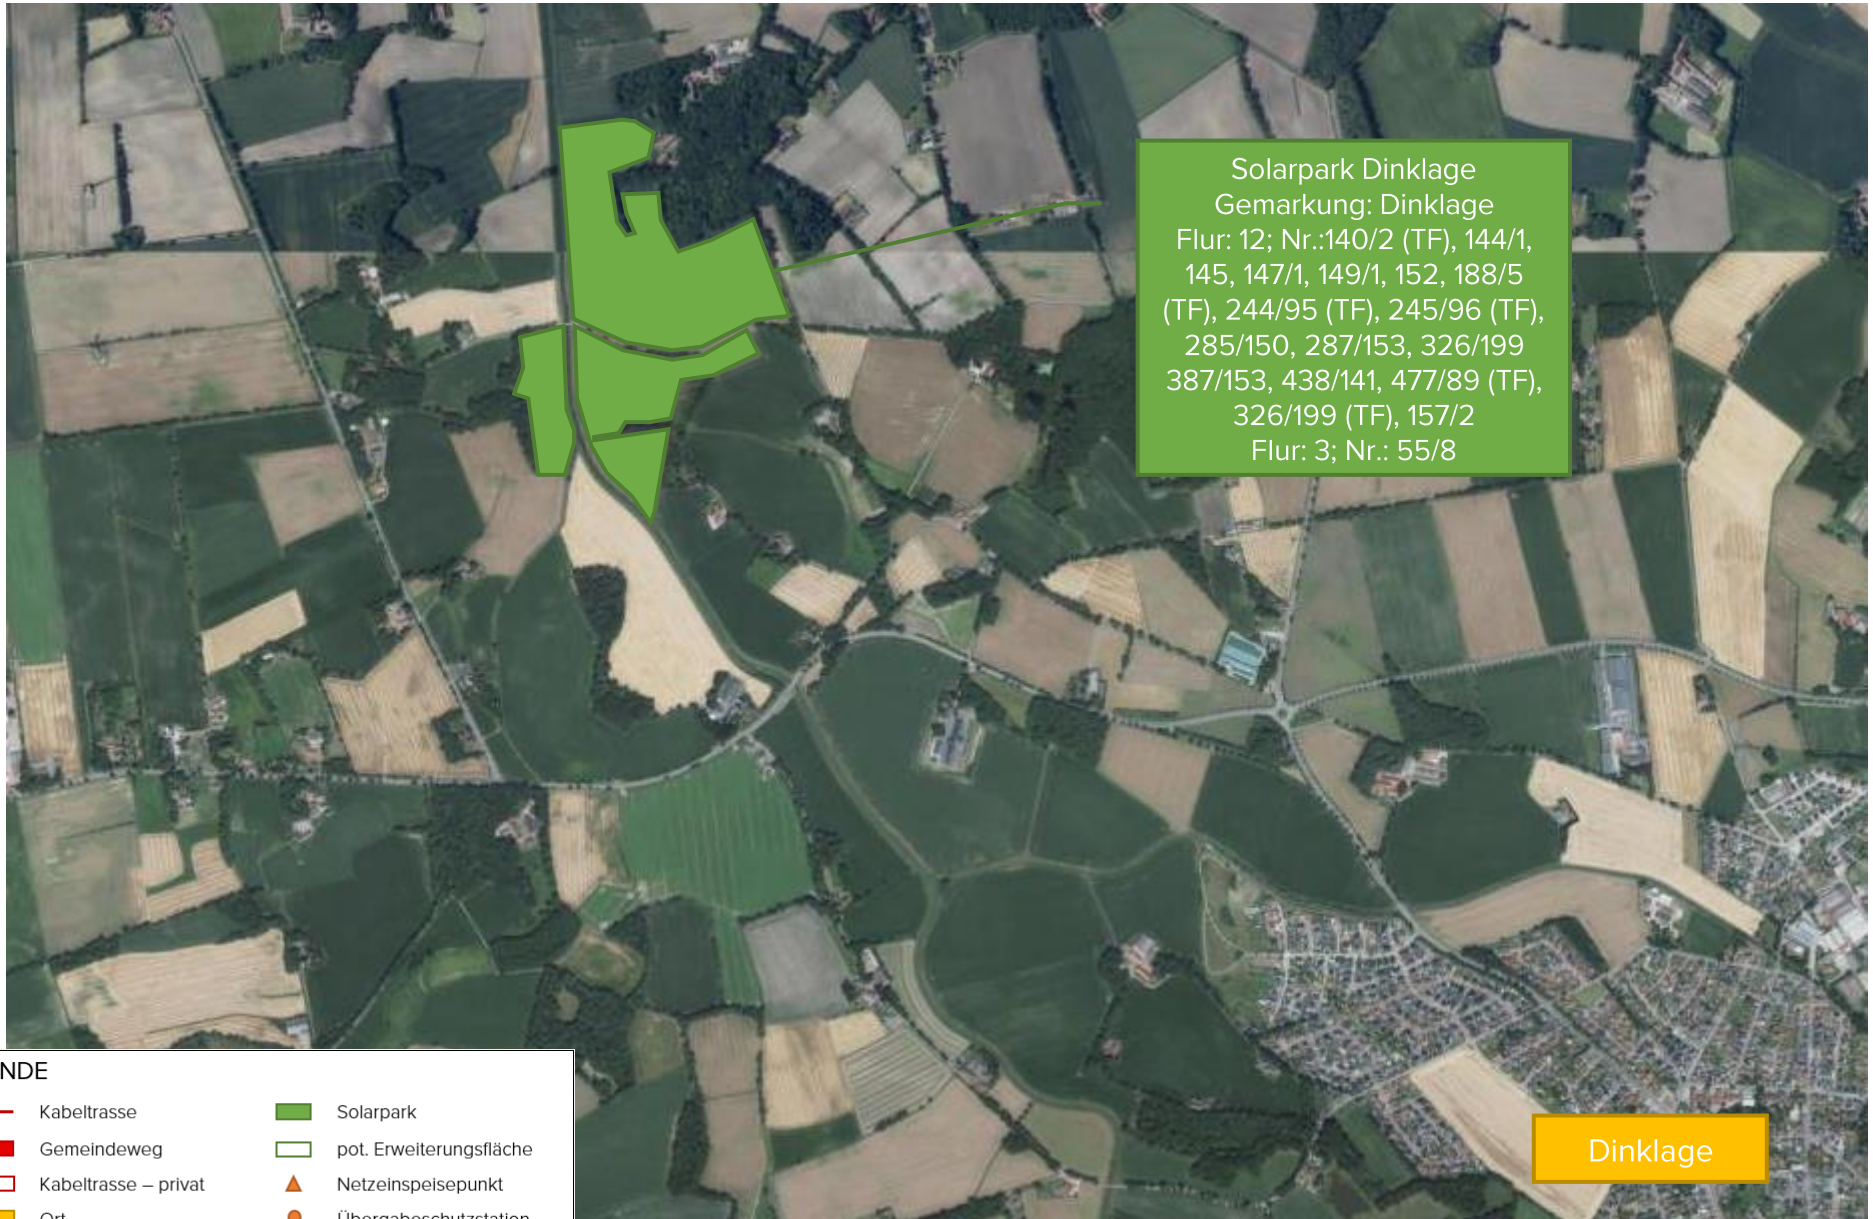 Solarpark Dinklage
Gemarkung: Dinklage
Flur: 12; Nr.:140/2 (TF), 144/1,
145, 147/1, 149/1, 152, 188/5
(TF), 244/95 (TF), 245/96 (TF),
285/150, 287/153, 326/199
387/153, 438/141, 477/89 (TF),
326/199 (TF), 157/2
Flur: 3; Nr.: 55/8
NDE
Kabeltrasse
Solarpark
Gemeindeweg
pot. Erweiterungsfläche
Kabeltrasse – privat
Netzeinspeisepunkt
Ort
Übergabeschutzstation
Dinklage